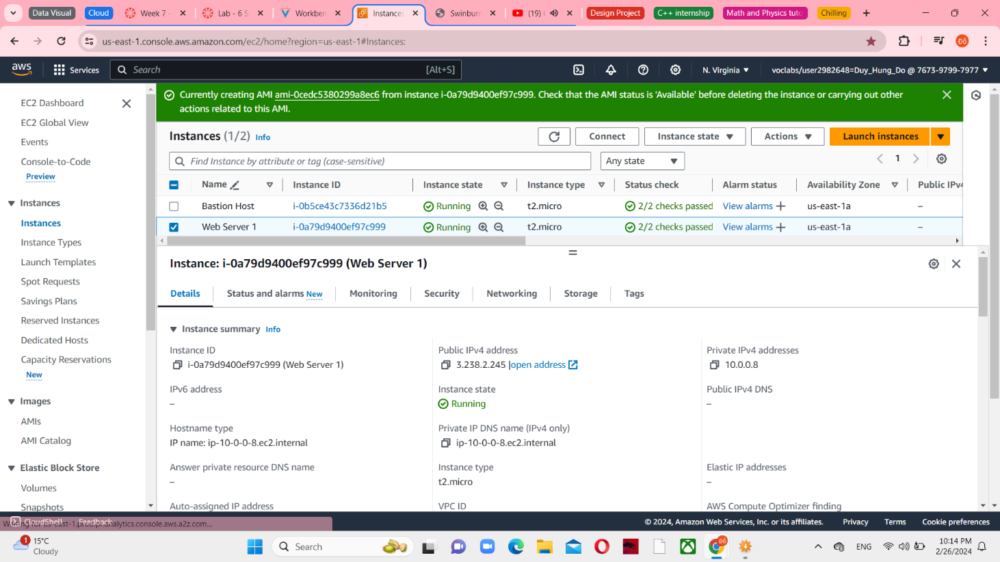 Data Visual
Cloud
Week 7 -
Lab - 6 S
Workben
Instances
Swinburn
(19)
Design Project
C++ internship
Math and Physics tuto
Chilling
us-east-1.console.aws.amazon.com/ec2/home?region=us-east-1#Instances:
Đỗ
aws
Services
Search
[Alt+S]
N. Virginia
voclabs/user2982648=Duy_Hung_Do @ 7673-9799-7977
EC2 Dashboard
EC2 Global View
Events
Console-to-Code
Preview
Instances
Instances
Instance Types
Launch Templates
Spot Requests
Savings Plans
Reserved Instances
Dedicated Hosts
Capacity Reservations
New
Images
AMIs
AMI Catalog
Elastic Block Store
Volumes
Snapshots
Currently creating AMI ami-0cedc5380299a8ec6 from instance i-0a79d9400ef97c999. Check that the AMI status is 'Available' before deleting the instance or carrying out other
actions related to this AMI.
Instances (1/2) Info
Connect
Instance state
Actions
Launch instances
Find Instance by attribute or tag (case-sensitive)
Any state
1
Name Instance ID Instance state Instance type Status check Alarm status Availability Zone Public IPv4
Bastion Host i-0b5ce43c7336d21b5 Running t2.micro 2/2 checks passed View alarms + us-east-1a –
Web Server 1 i-0a79d9400ef97c999 Running t2.micro 2/2 checks passed View alarms + us-east-1a –
Instance: i-0a79d9400ef97c999 (Web Server 1)
Details
Status and alarms New
Monitoring
Security
Networking
Storage
Tags
Instance summary Info
Instance ID
i-0a79d9400ef97c999 (Web Server 1)
Public IPv4 address
3.238.2.245 |open address
Private IPv4 addresses
10.0.0.8
IPv6 address
–
Instance state
Running
Public IPv4 DNS
–
Hostname type
IP name: ip-10-0-0-8.ec2.internal
Private IP DNS name (IPv4 only)
ip-10-0-0-8.ec2.internal
Answer private resource DNS name
–
Instance type
t2.micro
Elastic IP addresses
–
Auto-assigned IP address
VPC ID
AWS Compute Optimizer finding
CloudShell
Feedback
Waiting for us-east-1.prod.pr.analytics.console.aws.a2z.com...
© 2024, Amazon Web Services, Inc. or its affiliates.
Privacy
Terms
Cookie preferences
1
15°C
Cloudy
Search
Đỗ
ENG
10:14 PM
2/26/2024